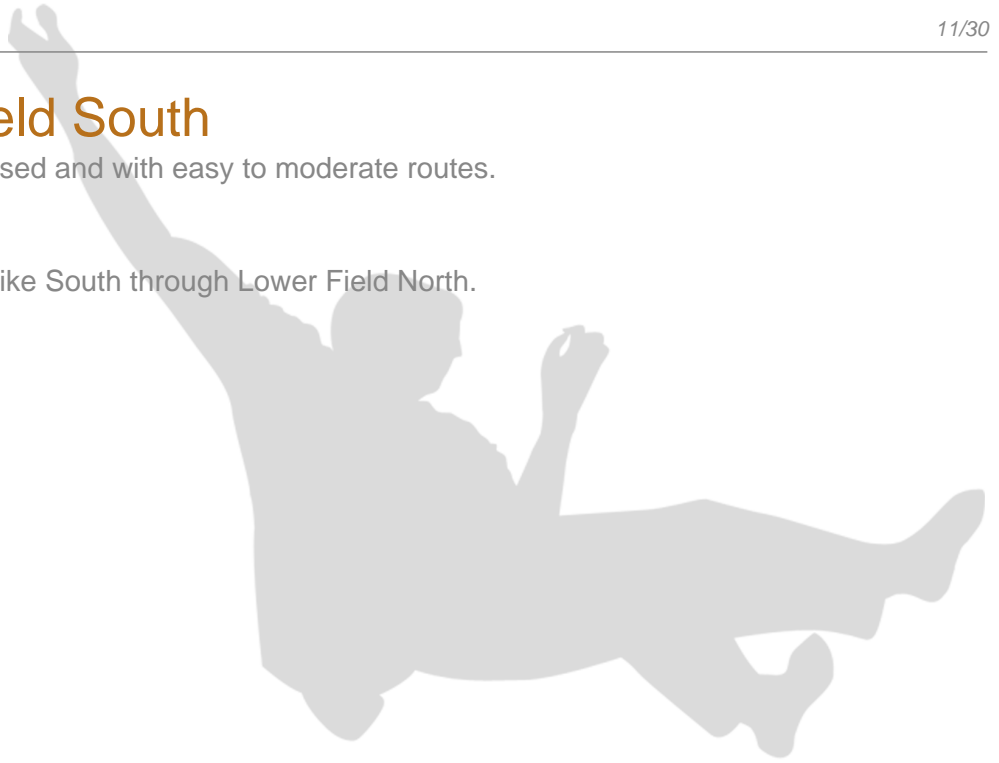 11/30
eld South
sed and with easy to moderate routes.
ike South through Lower Field North.